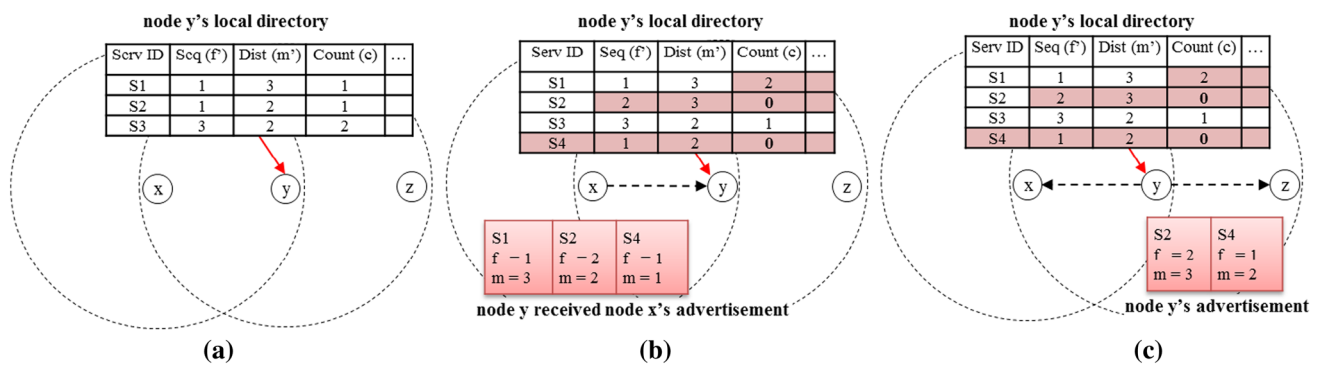 node y's local directory
Serv ID Seq (f') Dist (m') Count (c) …
S1 1 3 1
S2 1 2 1
S3 3 2 2
x y z
(a)
node y's local directory
Serv ID Seq (f') Dist (m') Count (c) …
S1 1 3 2
S2 2 3 0
S3 3 2 1
S4 1 2 0
x y z
S1 S2 S4
f – 1 f – 2 f – 1
m = 3 m = 2 m = 1
node y received node x's advertisement
(b)
node y's local directory
Serv ID Seq (f') Dist (m') Count (c) …
S1 1 3 2
S2 2 3 0
S3 3 2 1
S4 1 2 0
x y z
S2 S4
f = 2 f = 1
m = 3 m = 2
node y's advertisement
(c)